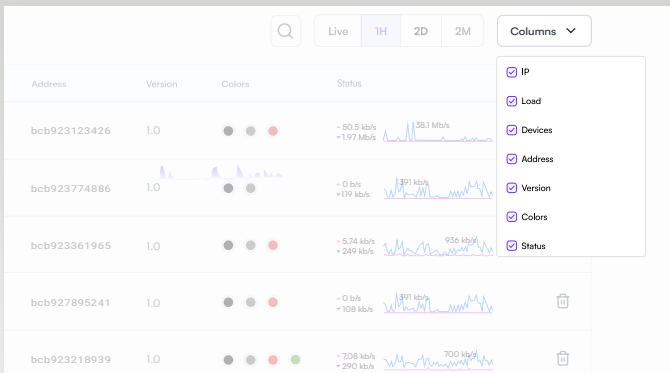 Live 1H 2D 2M Columns
Address Version Colors Status
IP
Load
Devices
Address
Version
Colors
Status
bcb923123426 1.0 50.5 kb/s 1.97 Mb/s 38.1 Mb/s
bcb923774886 1.0 0 b/s 119 kb/s 391 kb/s
bcb923361965 1.0 5.74 kb/s 249 kb/s 936 kb/s
bcb927895241 1.0 0 b/s 108 kb/s 391 kb/s
bcb923218939 1.0 7.08 kb/s 290 kb/s 700 kb/s